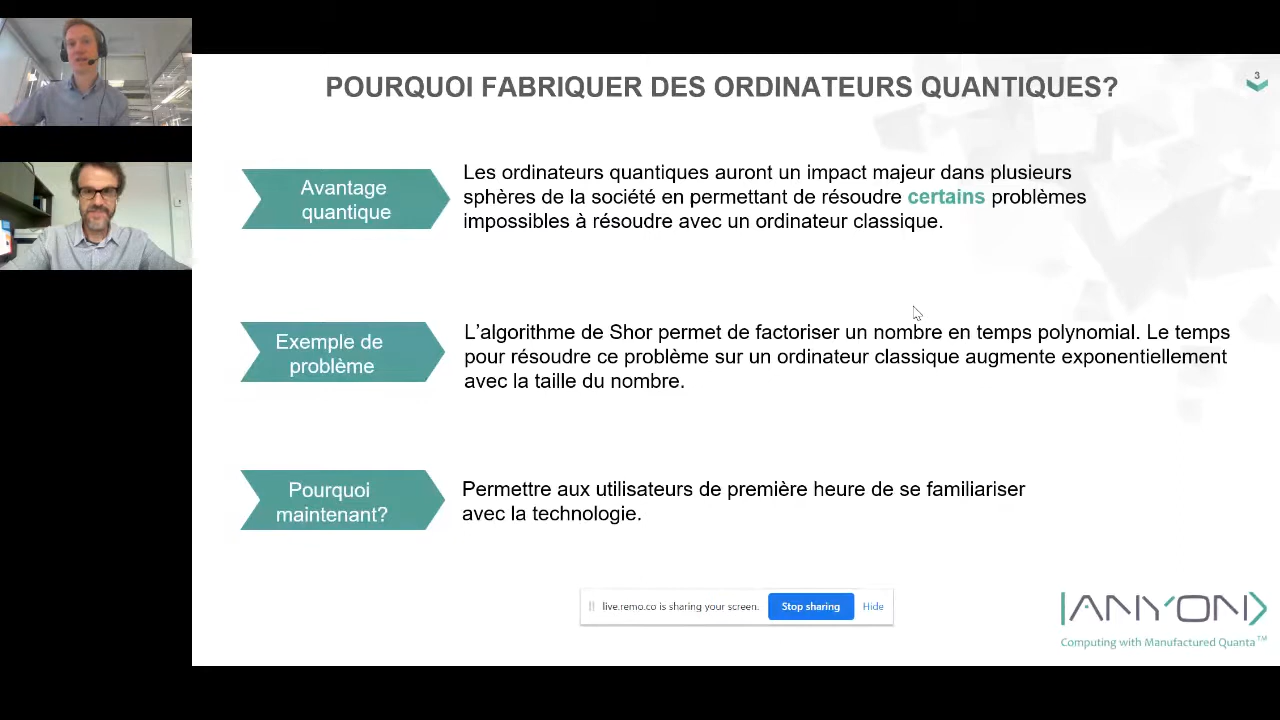 POURQUOI FABRIQUER DES ORDINATEURS QUANTIQUES?
3
Avantage
quantique
Les ordinateurs quantiques auront un impact majeur dans plusieurs
sphères de la société en permettant de résoudre certains problèmes
impossibles à résoudre avec un ordinateur classique.
Exemple de
problème
L’algorithme de Shor permet de factoriser un nombre en temps polynomial. Le temps
pour résoudre ce problème sur un ordinateur classique augmente exponentiellement
avec la taille du nombre.
Pourquoi
maintenant?
Permettre aux utilisateurs de première heure de se familiariser
avec la technologie.
live.remo.co is sharing your screen. Stop sharing Hide
|ANYON⟩
Computing with Manufactured Quanta™